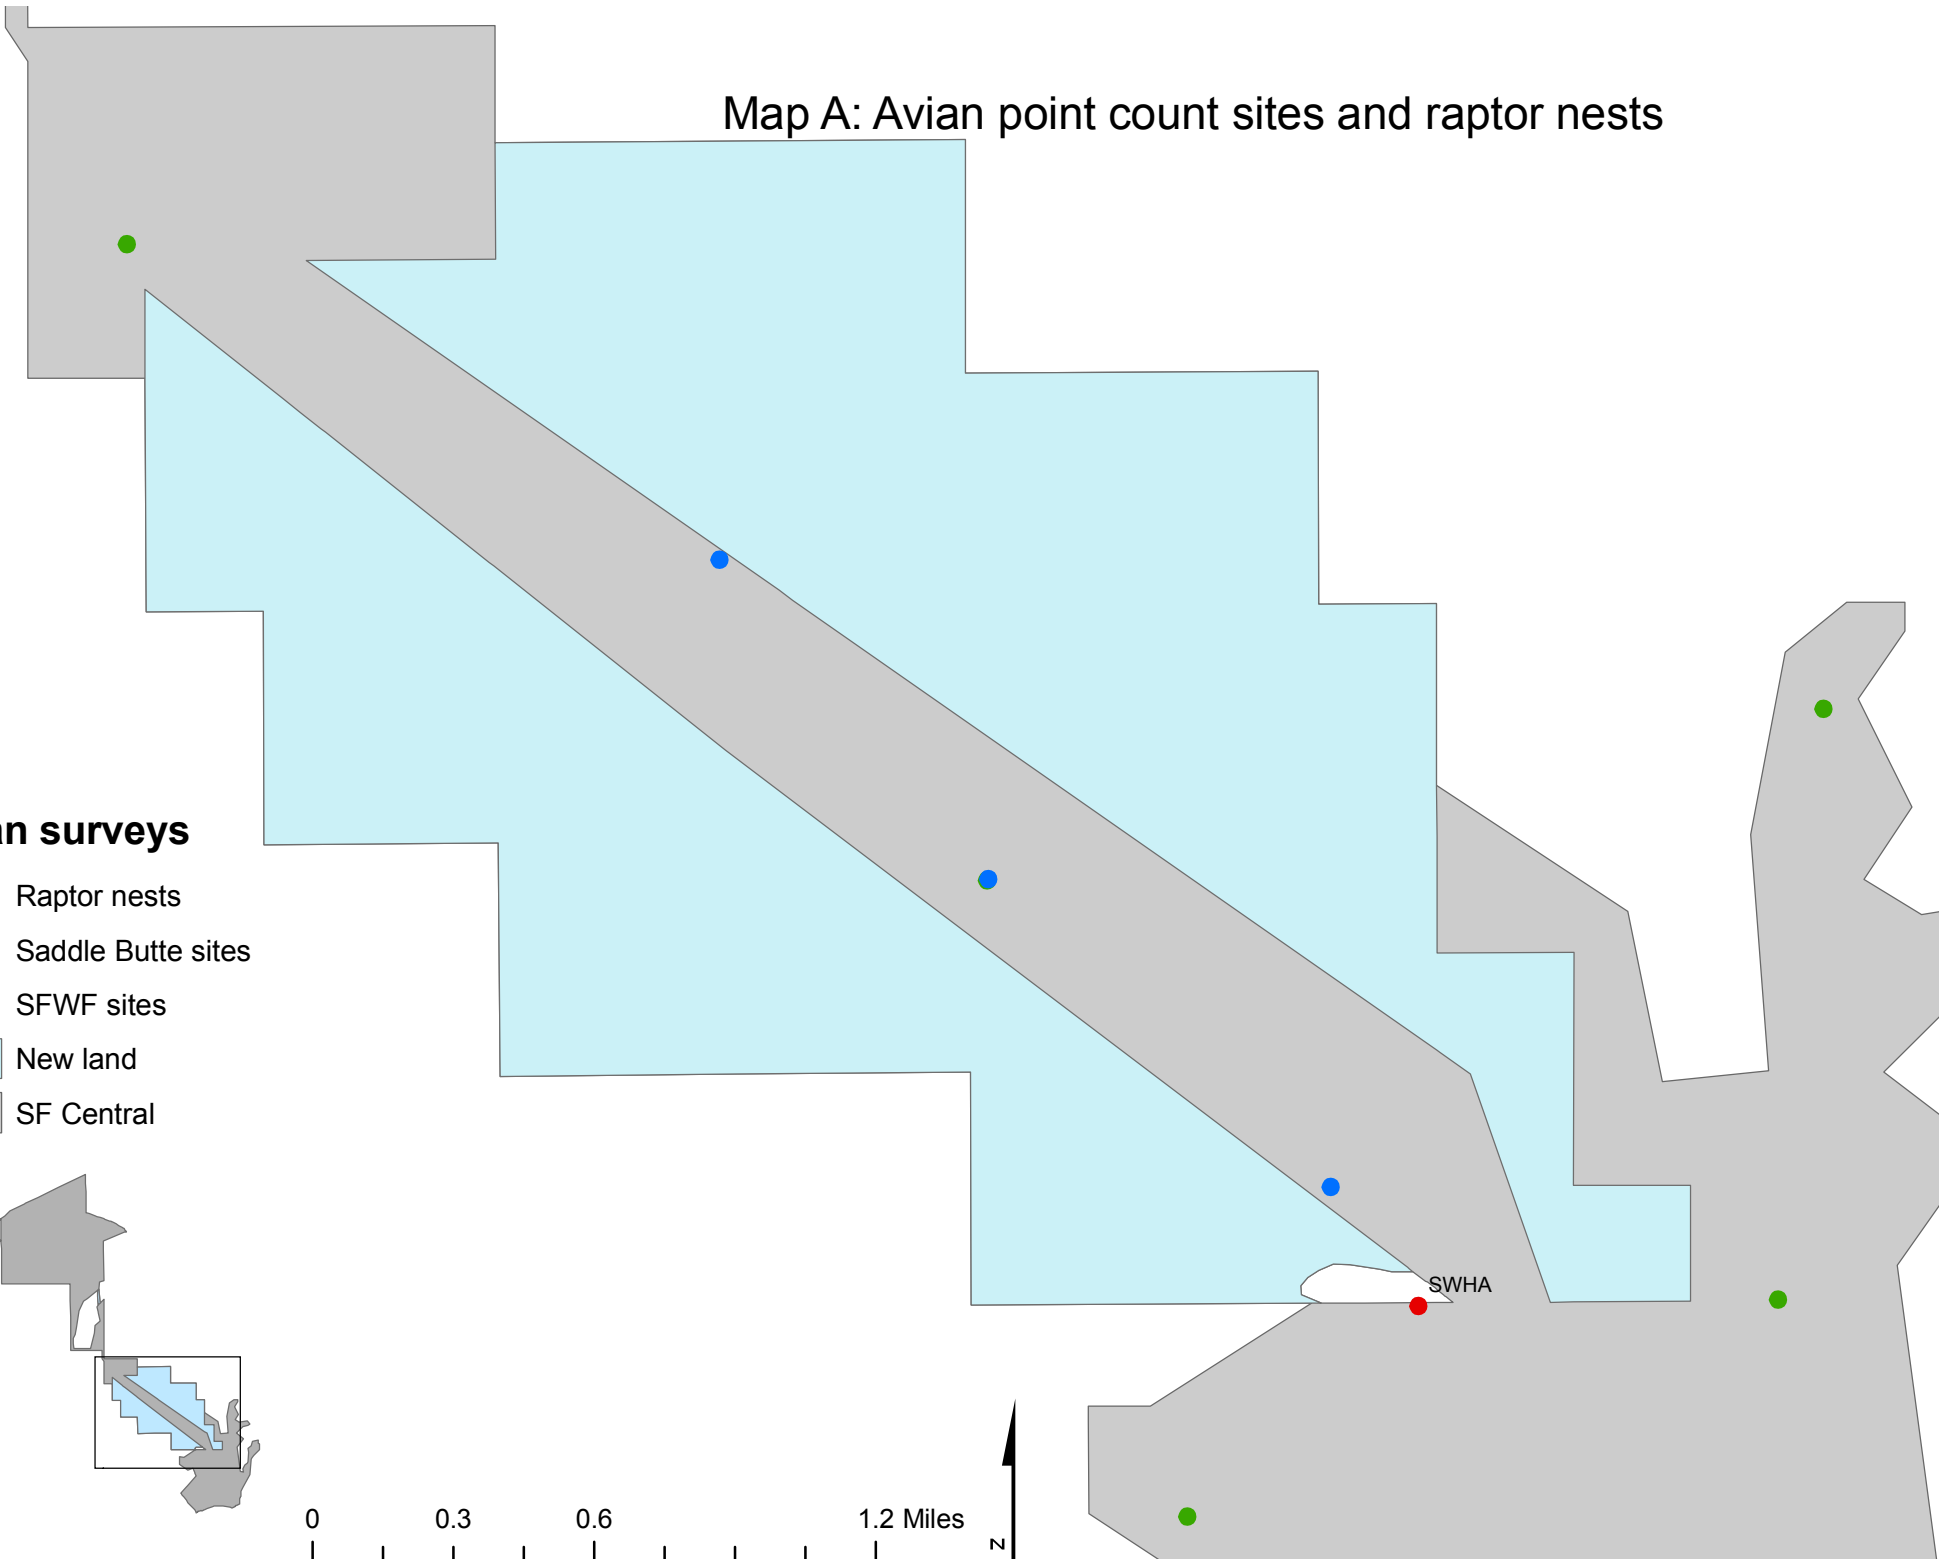 Map A: Avian point count sites and raptor nests
an surveys
Raptor nests
Saddle Butte sites
SFWF sites
New land
SF Central
SWHA
0 0.3 0.6 1.2 Miles
N